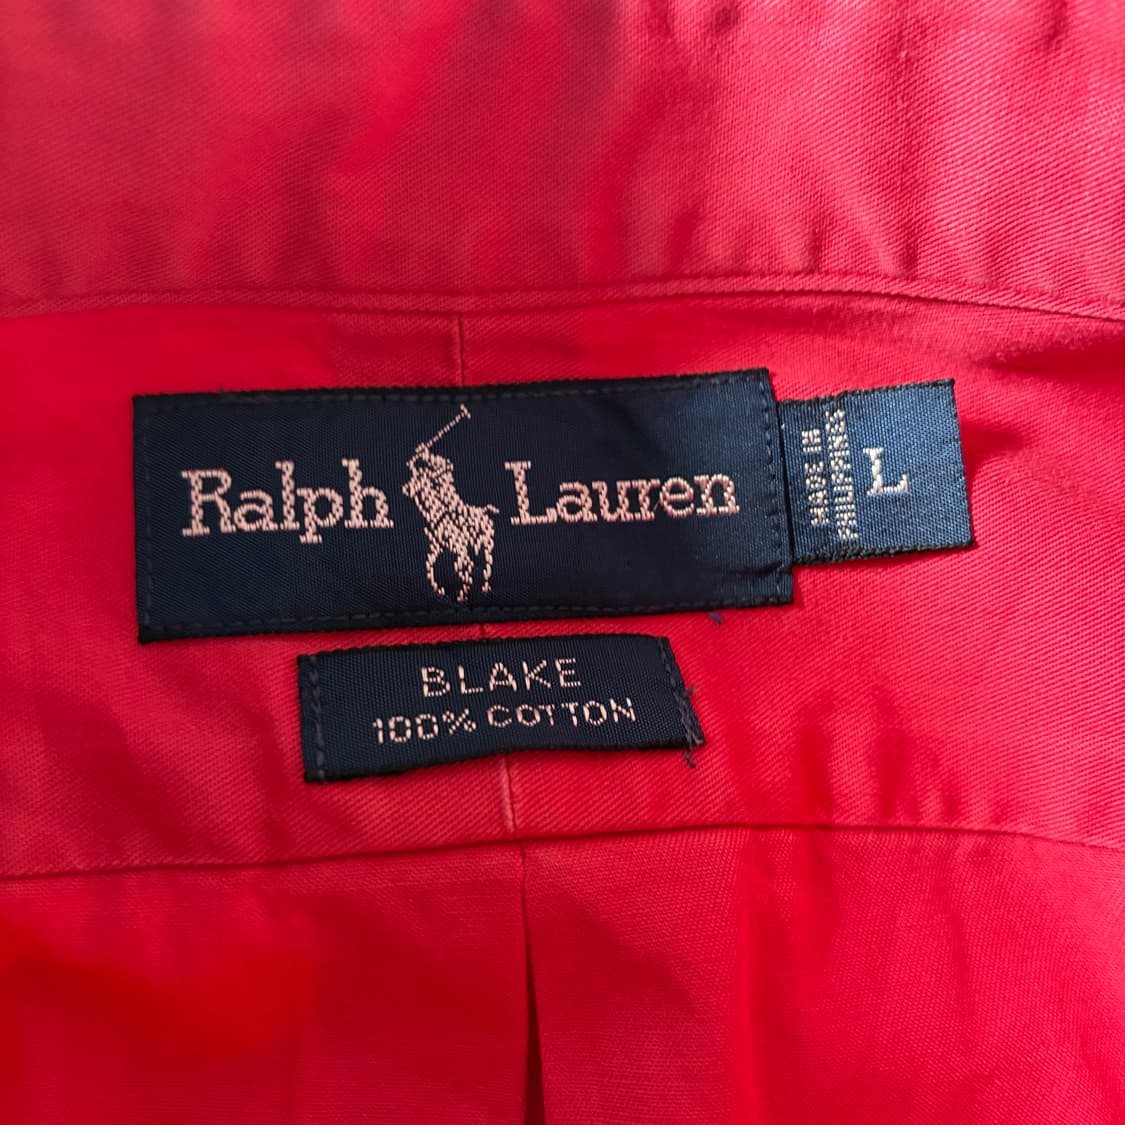 Ralph Lauren
MADE IN
PHILIPPINES
L
BLAKE
100% COTTON